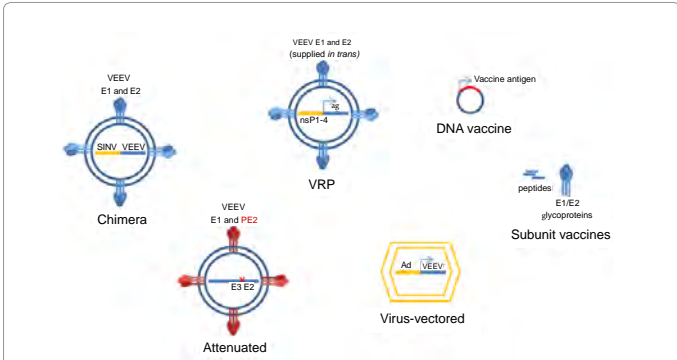 VEEV
E1 and E2
SINV VEEV
Chimera
VEEV E1 and E2
(supplied in trans)
ag
nsP1-4
VRP
Vaccine antigen
DNA vaccine
peptides
E1/E2
glycoproteins
Subunit vaccines
VEEV
E1 and PE2
x
E3 E2
Attenuated
Ad VEEV
Virus-vectored